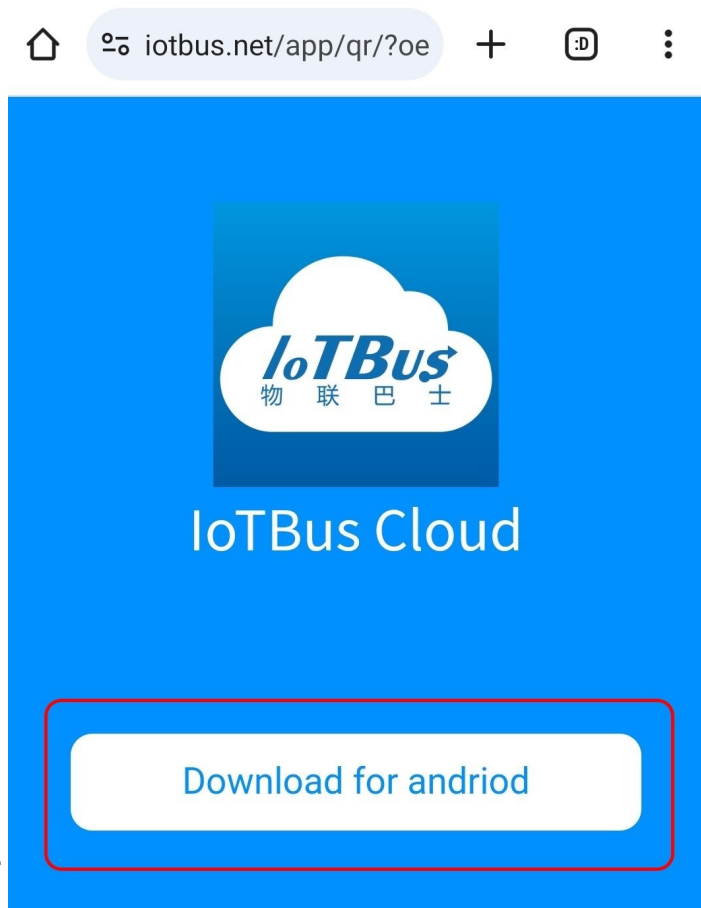 iotbus.net/app/qr/?oe
:D
IoTBus
物联巴士
IoTBus Cloud
Download for andriod